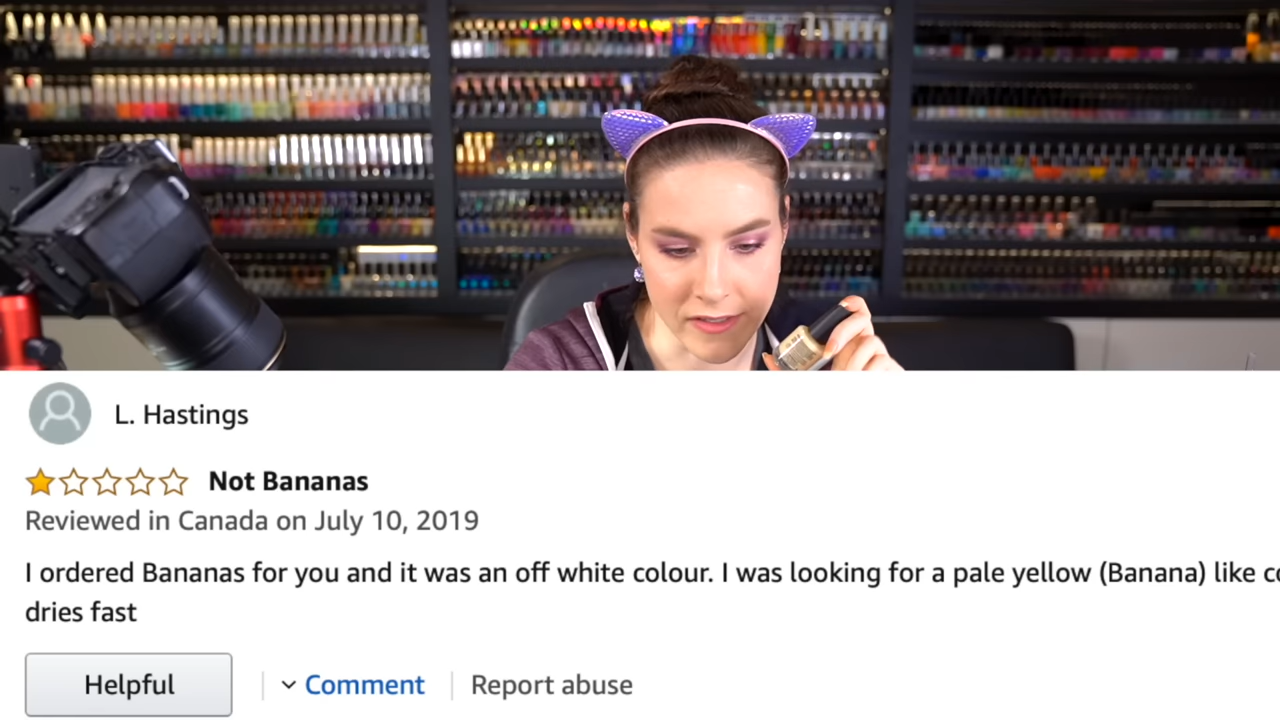 L. Hastings
Not Bananas
Reviewed in Canada on July 10, 2019
I ordered Bananas for you and it was an off white colour. I was looking for a pale yellow (Banana) like
dries fast
Helpful
Comment
Report abuse